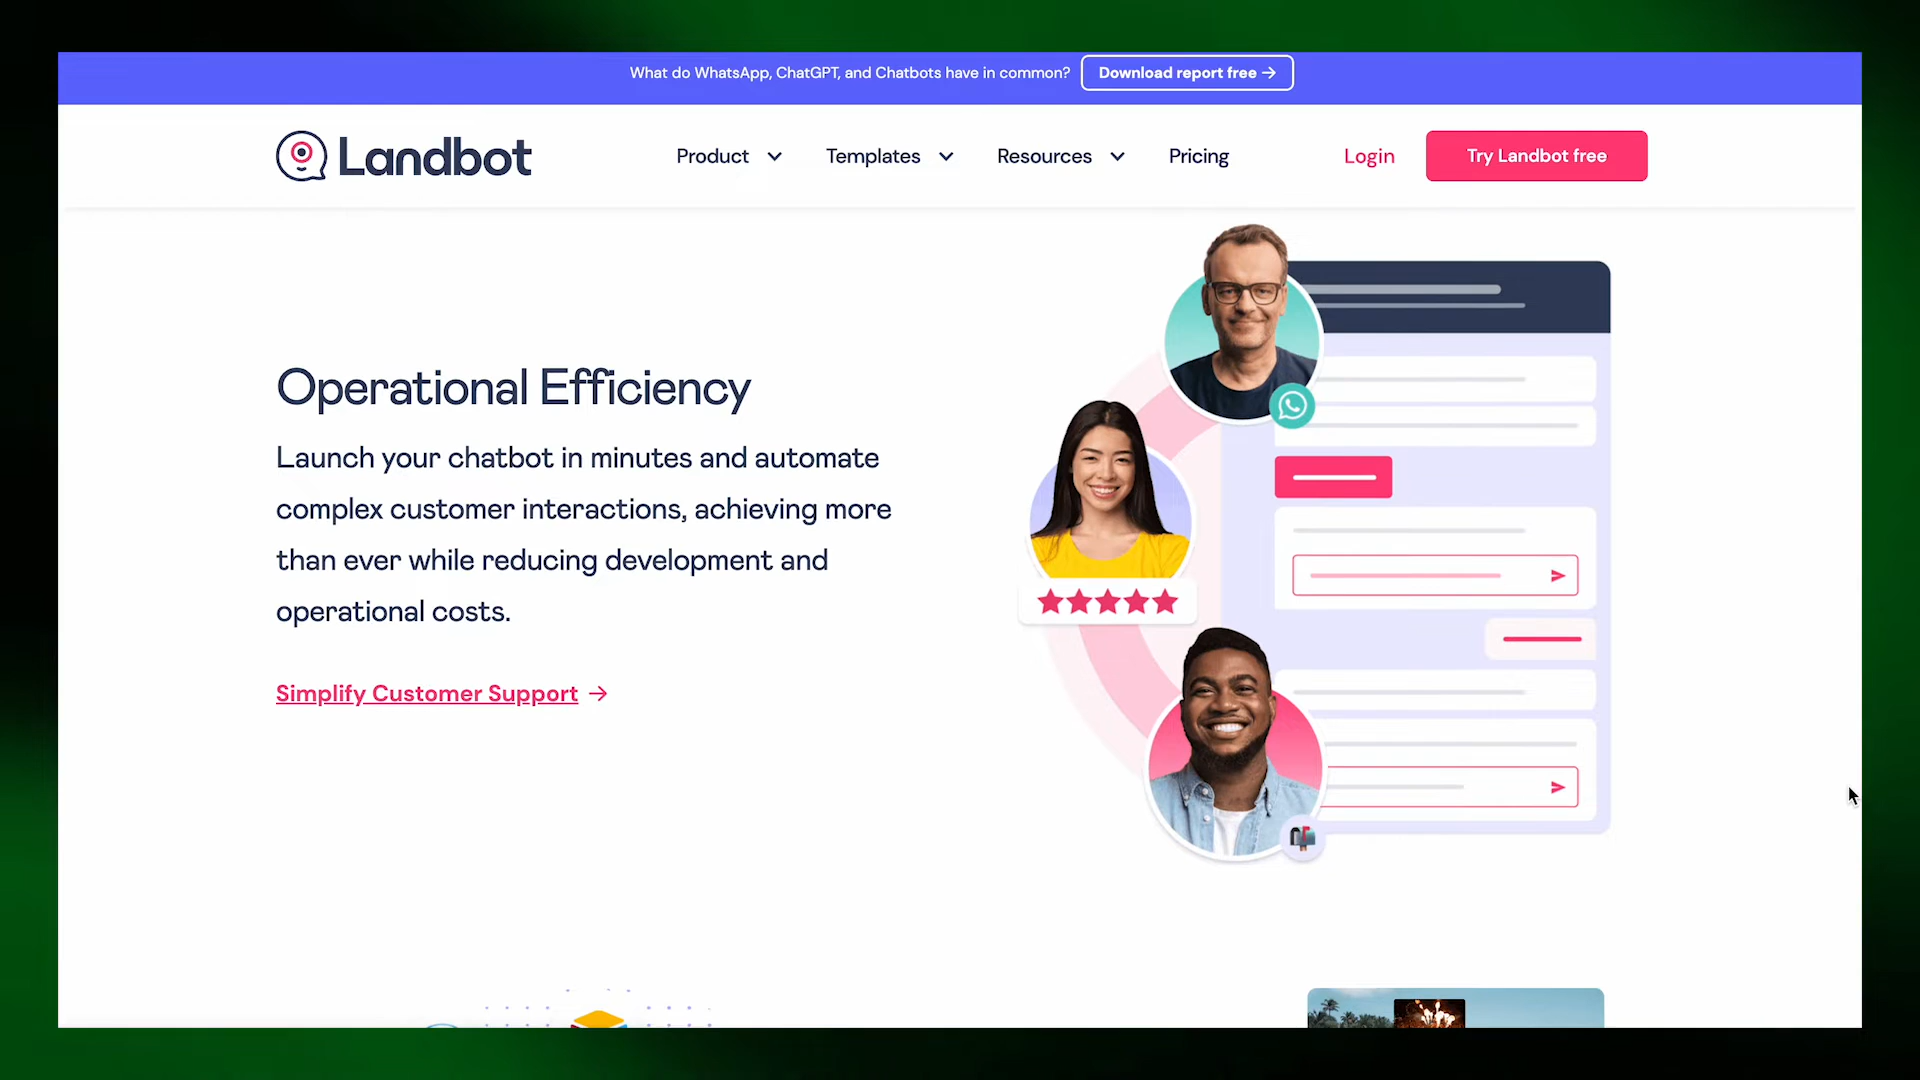 What do WhatsApp, ChatGPT, and Chatbots have in common? Download report free →
Landbot Product Templates Resources Pricing Login Try Landbot free
Operational Efficiency
Launch your chatbot in minutes and automate
complex customer interactions, achieving more
than ever while reducing development and
operational costs.
Simplify Customer Support →